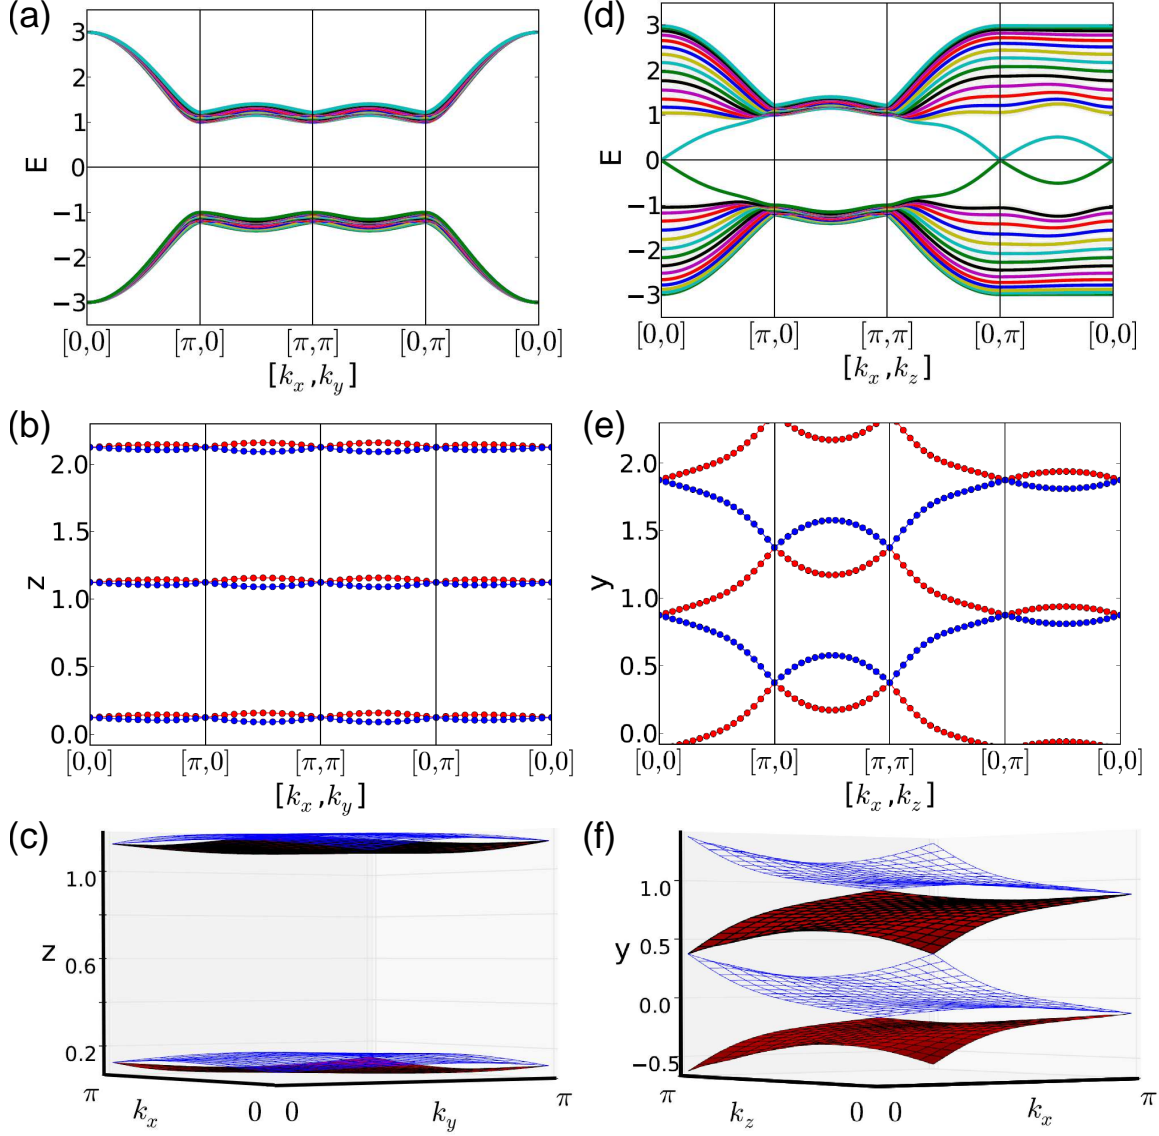 (a)
3
2
1
0
−1
−2
−3
E
[0,0]
[π,0]
[π,π]
[0,π]
[0,0]
[k_x,k_y]
(d)
3
2
1
0
−1
−2
−3
E
[0,0]
[π,0]
[π,π]
[0,π]
[0,0]
[k_x,k_z]
(b)
2.0
1.5
1.0
0.5
0.0
z
[0,0]
[π,0]
[π,π]
[0,π]
[0,0]
[k_x,k_y]
(e)
2.0
1.5
1.0
0.5
0.0
y
[0,0]
[π,0]
[π,π]
[0,π]
[0,0]
[k_x,k_z]
(c)
1.0
0.6
0.2
z
π
k_x
0
0
k_y
π
(f)
1.0
0.5
0.0
−0.5
y
π
k_z
0
0
k_x
π